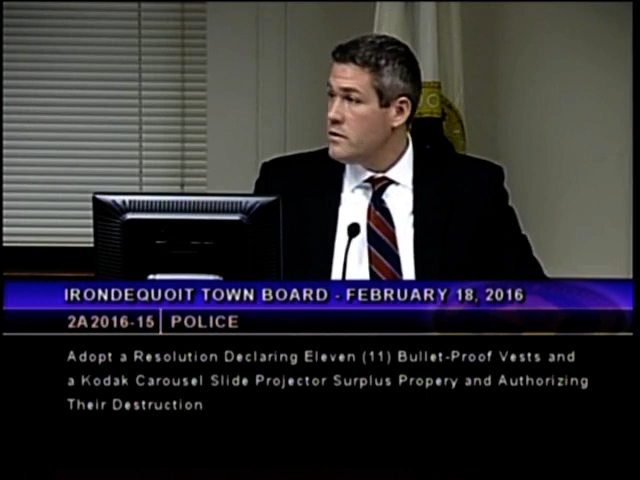 IRONDEQUOIT TOWN BOARD - FEBRUARY 18, 2016
2A2016-15 POLICE
Adopt a Resolution Declaring Eleven (11) Bullet-Proof Vests and
a Kodak Carousel Slide Projector Surplus Propery and Authorizing
Their Destruction